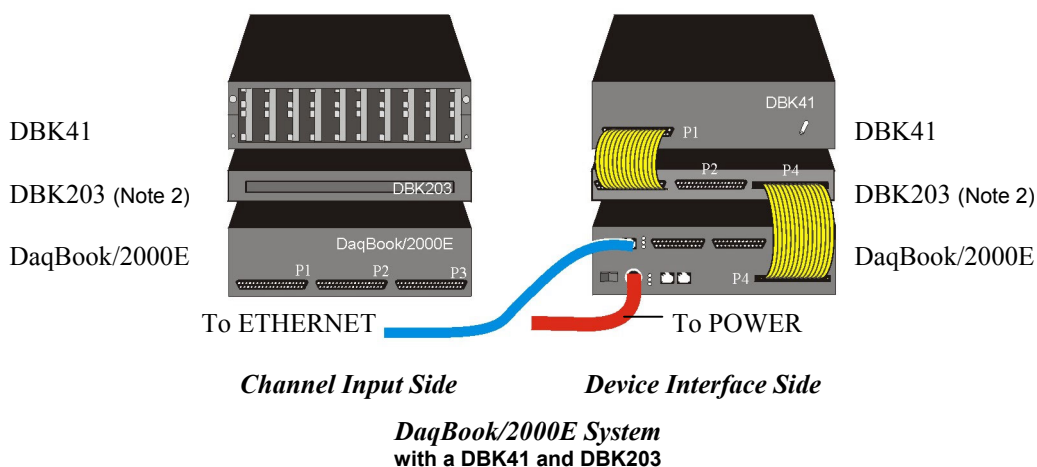 DBK41
P1
DBK41
DBK41
P2 P4
DBK203 (Note 2)
DBK203
DBK203 (Note 2)
DaqBook/2000E
DaqBook/2000E
DaqBook/2000E
P1 P2 P3
P4
To ETHERNET
To POWER
Channel Input Side
Device Interface Side
DaqBook/2000E System
with a DBK41 and DBK203